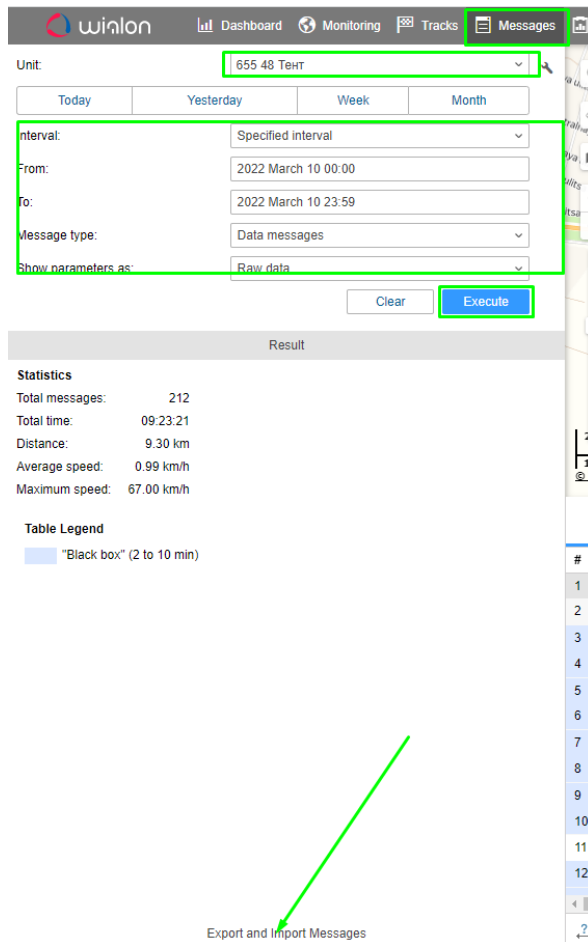 wialon Dashboard Monitoring Tracks Messages
Unit: 655 48 Тент
Today Yesterday Week Month
Interval: Specified interval
From: 2022 March 10 00:00
To: 2022 March 10 23:59
Message type: Data messages
Show parameters as: Raw data
Clear Execute
Result
Statistics
Total messages: 212
Total time: 09:23:21
Distance: 9.30 km
Average speed: 0.99 km/h
Maximum speed: 67.00 km/h
Table Legend
"Black box" (2 to 10 min)
#
1
2
3
4
5
6
7
8
9
10
11
12
Export and Import Messages